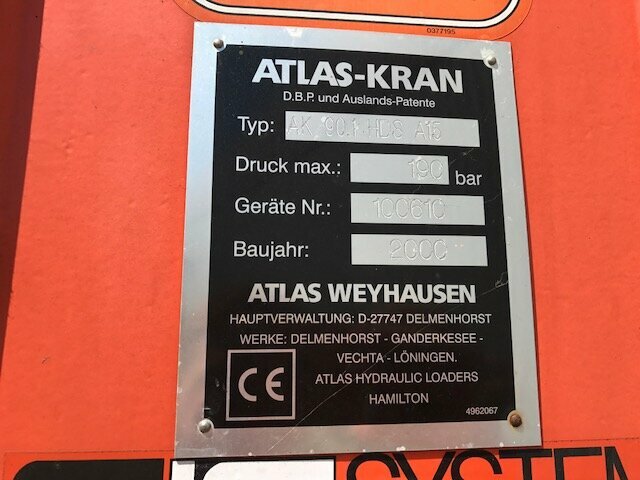 0377195
ATLAS-KRAN
D.B.P. und Auslands-Patente
Typ: AK 90.1 HDS A15
Druck max.: 190 bar
Geräte Nr.: 100610
Baujahr: 2000
ATLAS WEYHAUSEN
HAUPTVERWALTUNG: D-27747 DELMENHORST
WERKE: DELMENHORST - GANDERKESEE -
VECHTA - LÖNINGEN.
ATLAS HYDRAULIC LOADERS
HAMILTON
CE
4962067
SYSTEM